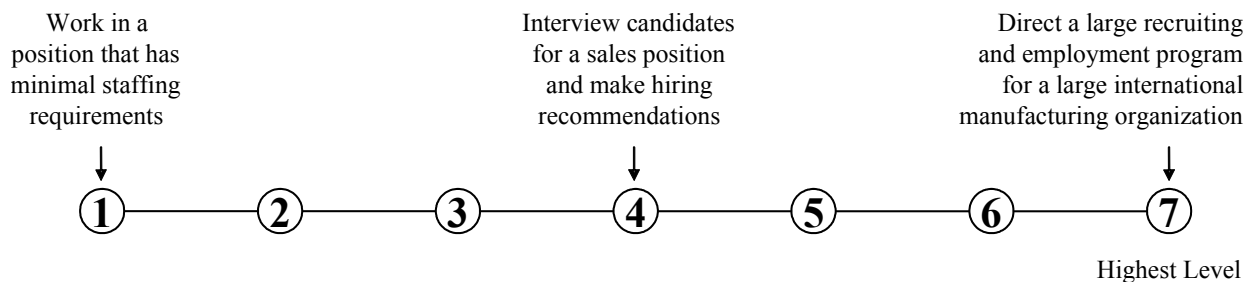 Work in a
position that has
minimal staffing
requirements
Interview candidates
for a sales position
and make hiring
recommendations
Direct a large recruiting
and employment program
for a large international
manufacturing organization
1 2 3 4 5 6 7
Highest Level